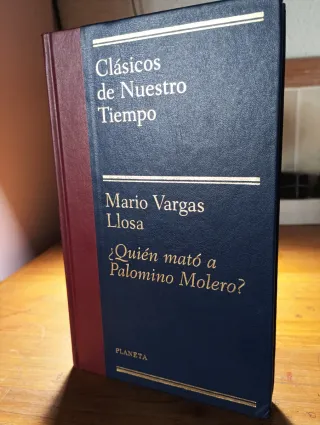 Clásicos
de Nuestro
Tiempo
Mario Vargas
Llosa
¿Quién mató a
Palomino Molero?
PLANETA